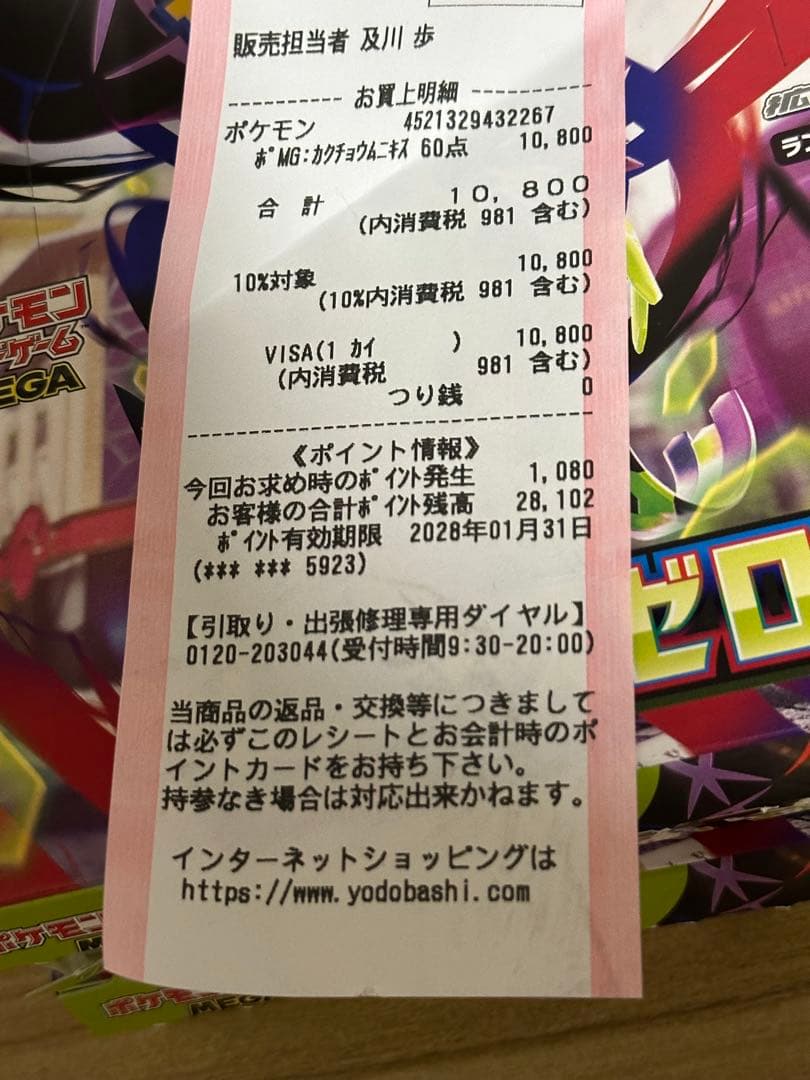 販売担当者 及川 歩
---------- お買上明細 ----------
ポケモン 4521329432267
ポMG:カクチョウムニキス 60点 10,800
合 計 10,800
(内消費税 981 含む)
10%対象 10,800
(10%内消費税 981 含む)
VISA(1 カイ ) 10,800
(内消費税 981 含む)
つり銭 0
--------------------------------
《ポイント情報》
今回お求め時のポイント発生 1,080
お客様の合計ポイント残高 28,102
ポイント有効期限 2028年01月31日
(*** *** 5923)
【引取り・出張修理専用ダイヤル】
0120-203044(受付時間9:30-20:00)
当商品の返品・交換等につきまして
は必ずこのレシートとお会計時のポ
イントカードをお持ち下さい。
持参なき場合は対応出来かねます。
インターネットショッピングは
https://www.yodobashi.com
ケモン
ゲーム
EGA
拡
ラン
ゼロ
ポケモン
M
ポケモン
MEGA